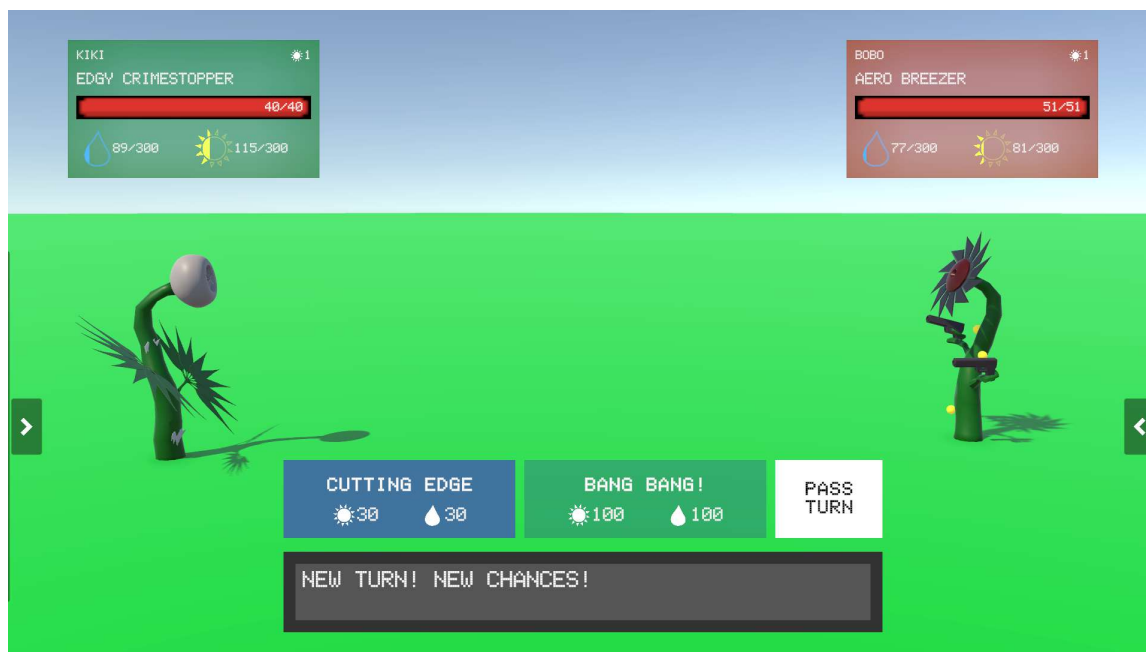 KIKI 1
EDGY CRIMESTOPPER
40/40
89/300 115/300
BOBO 1
AERO BREEZER
51/51
77/300 81/300
CUTTING EDGE
30 30
BANG BANG!
100 100
PASS
TURN
NEW TURN! NEW CHANCES!